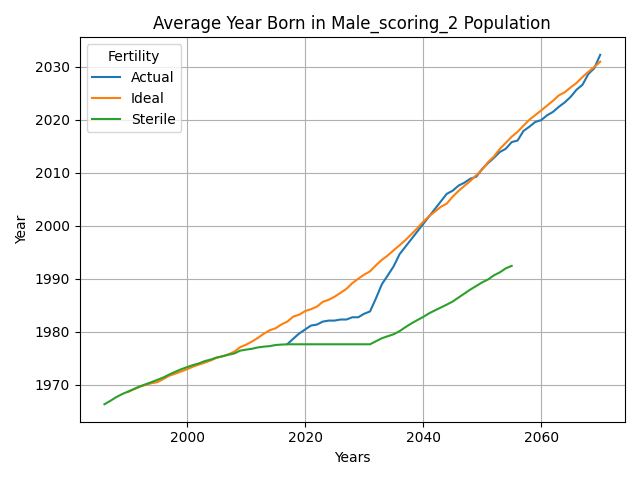 Average Year Born in Male_scoring_2 Population
Fertility
Actual
Ideal
Sterile
2030
2020
2010
2000
1990
1980
1970
Year
2000
2020
2040
2060
Years